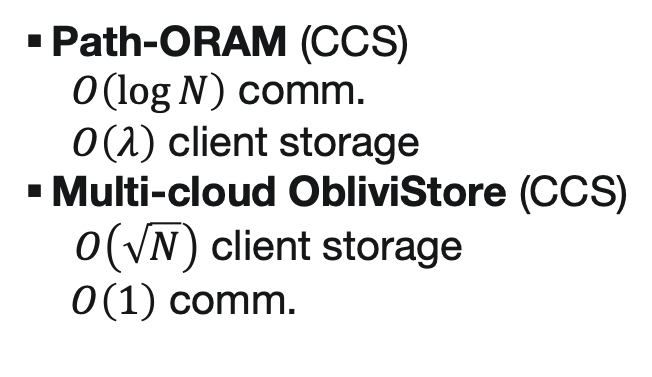 ▪ Path-ORAM (CCS)
O(log N) comm.
O(λ) client storage
▪ Multi-cloud ObliviStore (CCS)
O(√N) client storage
O(1) comm.